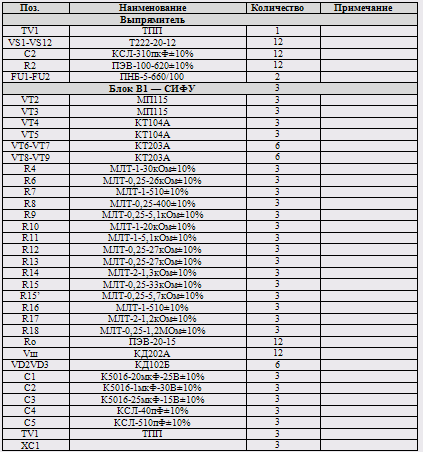 Поз. Наименование Количество Примечание
Выпрямитель
TV1 ТПП 1
VS1-VS12 Т222-20-12 12
C2 КСЛ-310пкФ±10% 12
R2 ПЭВ-100-620±10% 12
FU1-FU2 ПНБ-5-660/100 2
Блок В1 — СИФУ 3
VT2 МП115 3
VT3 МП115 3
VT4 КТ104А 3
VT5 КТ104А 3
VT6-VT7 КТ203А 6
VT8-VT9 КТ203А 6
R4 МЛТ-1-30кОм±10% 3
R6 МЛТ-0,25-26кОм±10% 3
R7 МЛТ-1-510±10% 3
R8 МЛТ-0,25-400±10% 3
R9 МЛТ-0,25-5,1кОм±10% 3
R10 МЛТ-1-20кОм±10% 3
R11 МЛТ-1-5,1кОм±10% 3
R12 МЛТ-0,25-27кОм±10% 3
R13 МЛТ-0,25-27кОм±10% 3
R14 МЛТ-2-1,3кОм±10% 3
R15 МЛТ-0,25-33кОм±10% 3
R15' МЛТ-0,25-5,7кОм±10% 3
R16 МЛТ-1-510±10% 3
R17 МЛТ-2-1,2кОм±10% 3
R18 МЛТ-0,25-1,2МОм±10% 3
Ro ПЭВ-20-15 12
Vш КД202А 12
VD2VD3 КД102Б 6
C1 К5016-20мкФ-25В±10% 3
C2 К5016-1мкФ-30В±10% 3
C3 К5016-25мкФ-15В±10% 3
C4 КСЛ-40пФ±10% 3
C5 КСЛ-510пФ±10% 3
TV1 ТПП 3
XC1 3